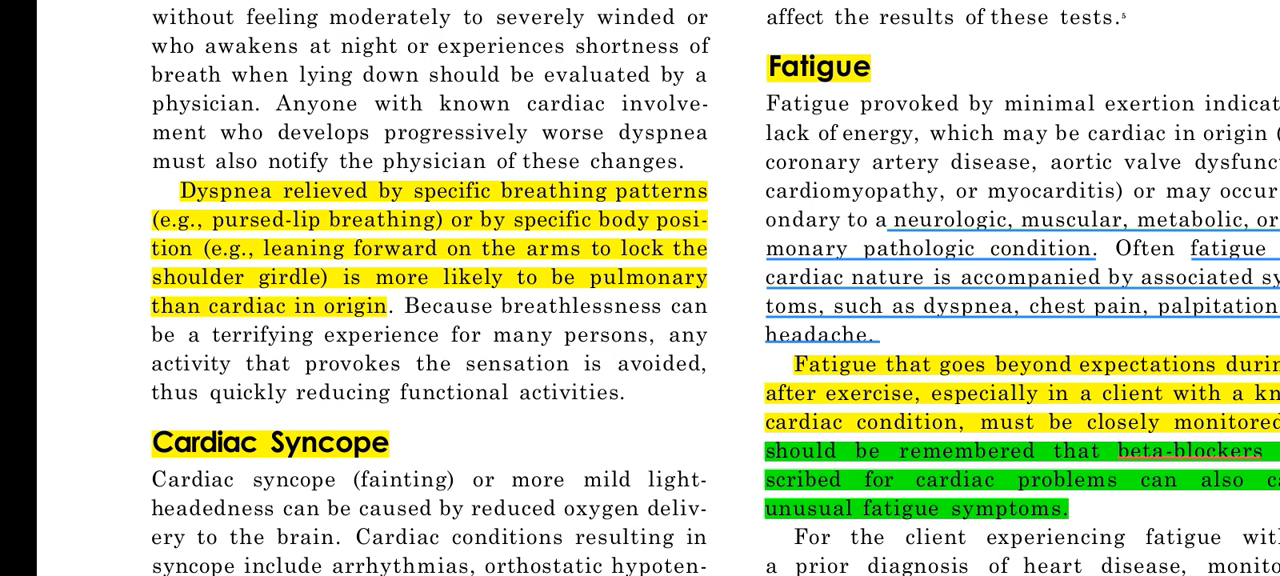 without feeling moderately to severely winded or
who awakens at night or experiences shortness of
breath when lying down should be evaluated by a
physician. Anyone with known cardiac involve-
ment who develops progressively worse dyspnea
must also notify the physician of these changes.
Dyspnea relieved by specific breathing patterns
(e.g., pursed-lip breathing) or by specific body posi-
tion (e.g., leaning forward on the arms to lock the
shoulder girdle) is more likely to be pulmonary
than cardiac in origin. Because breathlessness can
be a terrifying experience for many persons, any
activity that provokes the sensation is avoided,
thus quickly reducing functional activities.
Cardiac Syncope
Cardiac syncope (fainting) or more mild light-
headedness can be caused by reduced oxygen deliv-
ery to the brain. Cardiac conditions resulting in
syncope include arrhythmias, orthostatic hypoten-
affect the results of these tests.5
Fatigue
Fatigue provoked by minimal exertion indicat
lack of energy, which may be cardiac in origin (
coronary artery disease, aortic valve dysfunc
cardiomyopathy, or myocarditis) or may occur
ondary to a neurologic, muscular, metabolic, or
monary pathologic condition. Often fatigue
cardiac nature is accompanied by associated sy
toms, such as dyspnea, chest pain, palpitation
headache.
Fatigue that goes beyond expectations durin
after exercise, especially in a client with a kn
cardiac condition, must be closely monitored
should be remembered that beta-blockers
scribed for cardiac problems can also ca
unusual fatigue symptoms.
For the client experiencing fatigue wit
a prior diagnosis of heart disease, monito